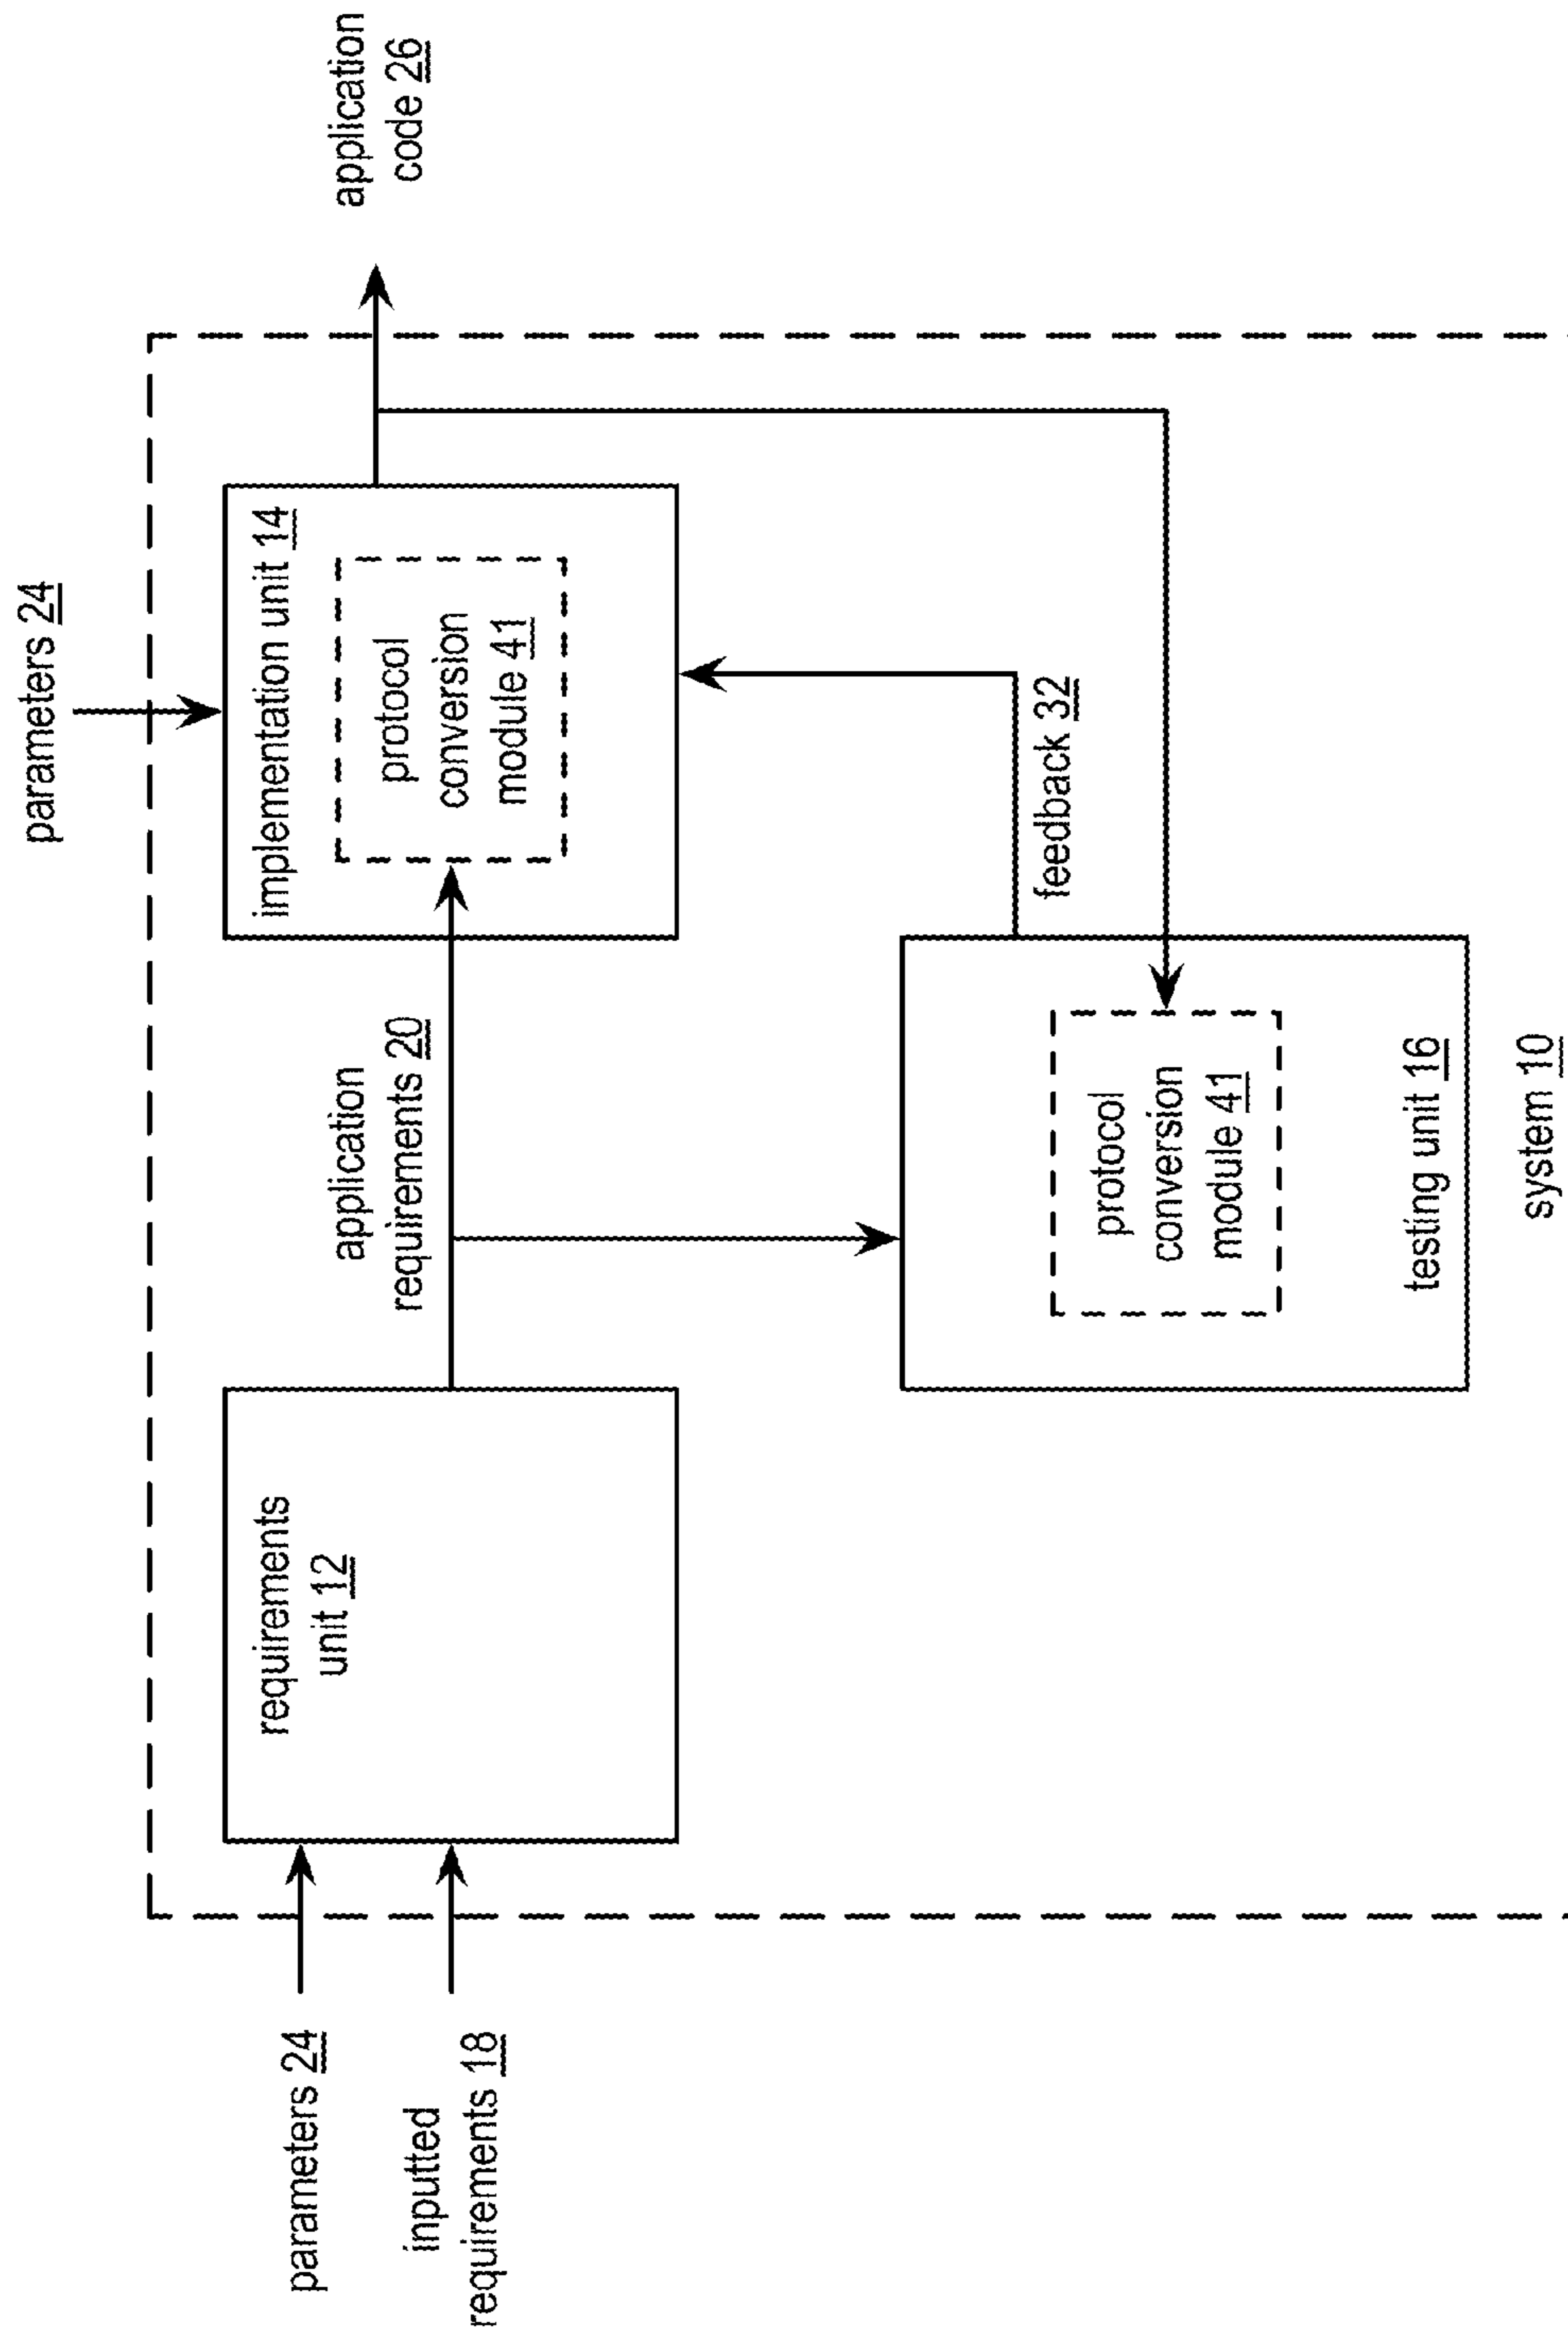 parameters 24
inputted
requirements 18
requirements
unit 12
application
requirements 20
parameters 24
implementation unit 14
protocol
conversion
module 41
application
code 26
feedback 32
protocol
conversion
module 41
testing unit 16
system 10